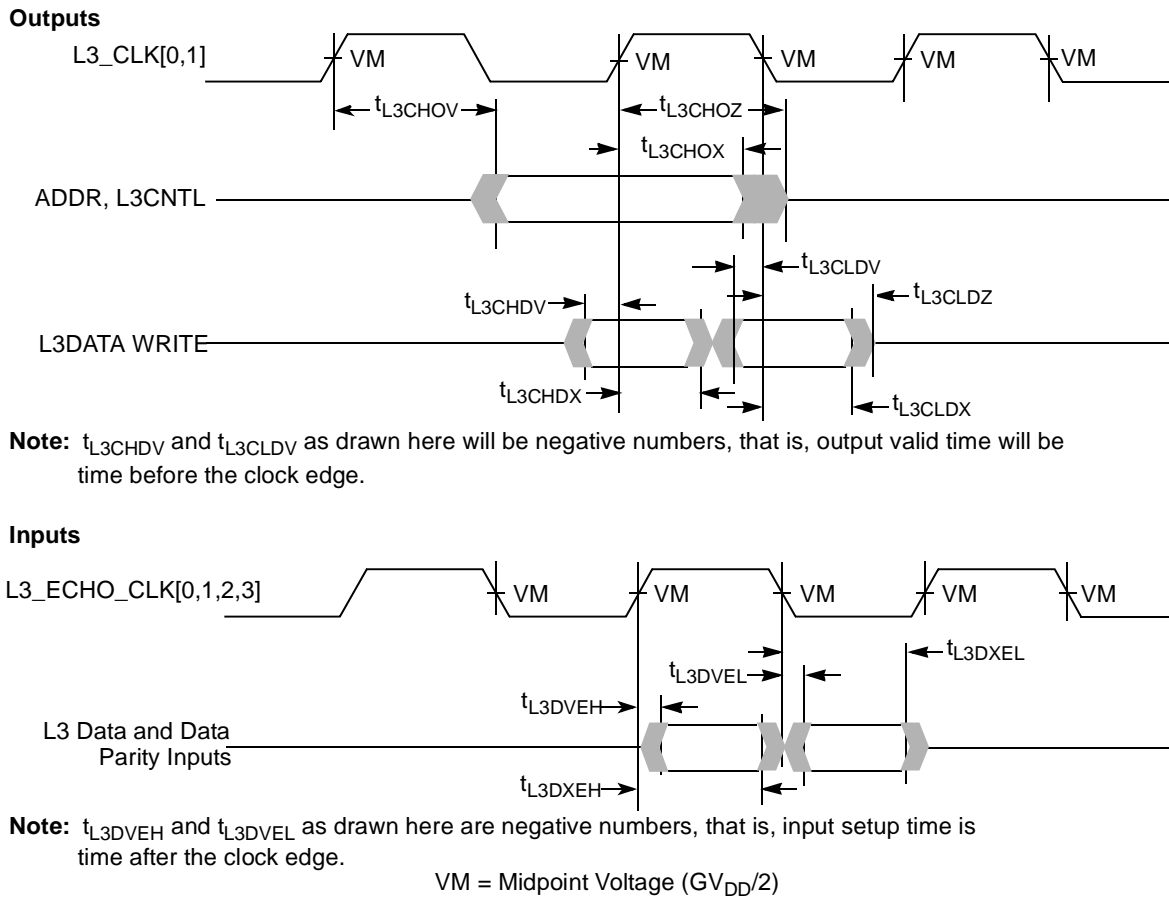 Outputs
L3_CLK[0,1]
VM
VM
VM
VM
tL3CHOV
tL3CHOZ
tL3CHOX
ADDR, L3CNTL
tL3CLDV
tL3CHDV
tL3CLDZ
L3DATA WRITE
tL3CHDX
tL3CLDX
Note: tL3CHDV and tL3CLDV as drawn here will be negative numbers, that is, output valid time will be
time before the clock edge.
Inputs
L3_ECHO_CLK[0,1,2,3]
VM
VM
VM
VM
VM
tL3DXEL
tL3DVEL
tL3DVEH
L3 Data and Data
Parity Inputs
tL3DXEH
Note: tL3DVEH and tL3DVEL as drawn here are negative numbers, that is, input setup time is
time after the clock edge.
VM = Midpoint Voltage (GVDD/2)